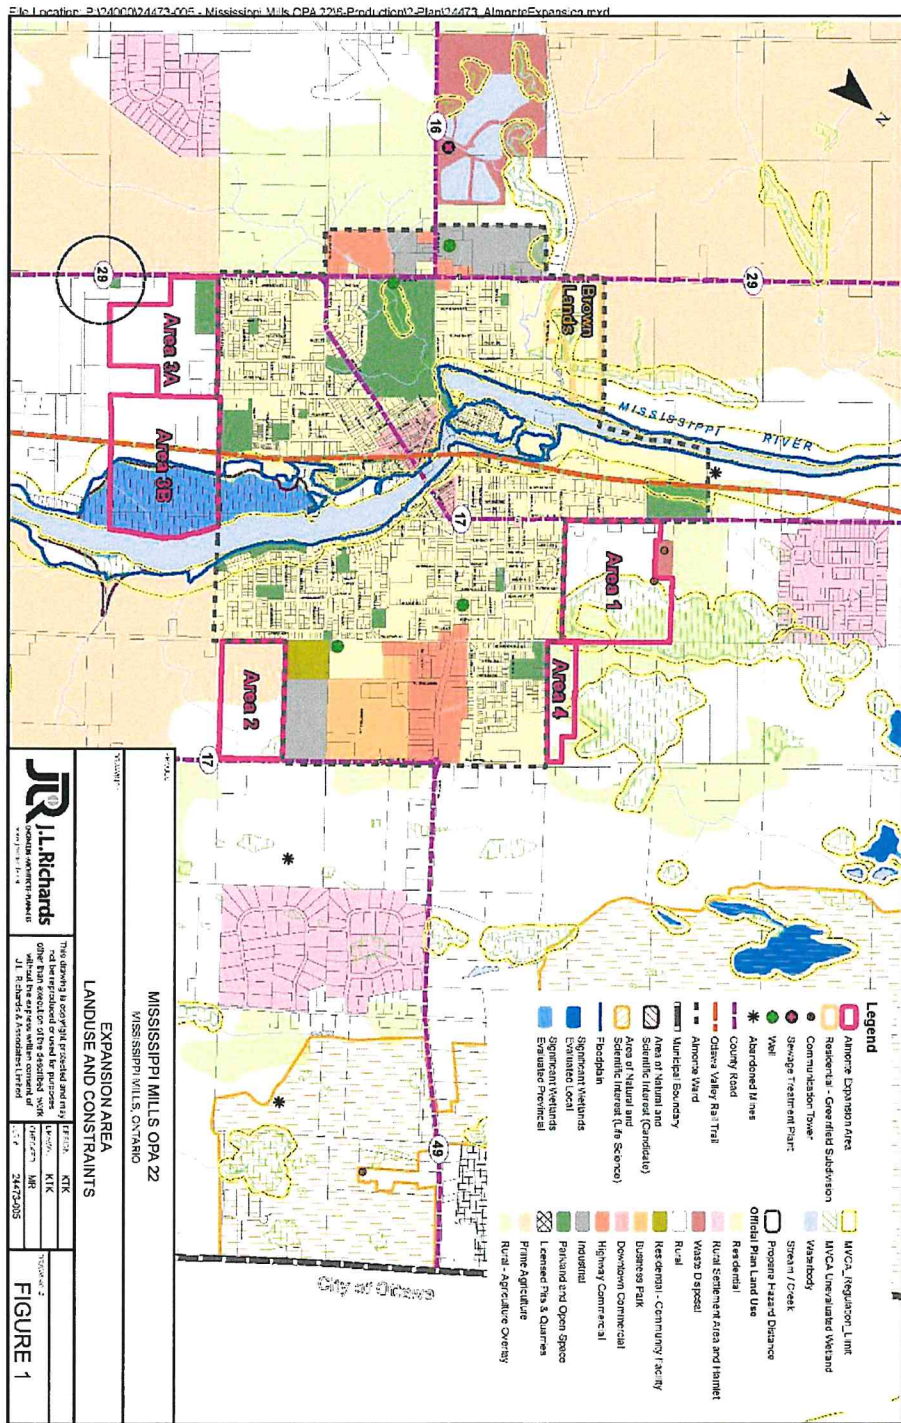 File Location: P:\24000\24473-005 - Mississippi Mills OPA 22\6-Production\2-Plan\24473_AlmonteExpansion.mxd
N
16
29
29
Brown
Lands
Area 3A
Area 3B
MISSISSIPPI RIVER
17
Area 1
Area 4
Area 2
17
49
City of Ottawa
Legend
Almonte Expansion Area
Residential - Greenfield Subdivision
Communication Tower
Sewage Treatment Plant
Well
Abandoned Mines
County Road
Ottawa Valley Rail Trail
Almonte Ward
Municipal Boundary
Area of Natural and
Scientific Interest (Candidate)
Area of Natural and
Scientific Interest (Life Science)
Floodplain
Significant Wetlands
Evaluated Local
Significant Wetlands
Evaluated Provincial
MVCA_Regulation_Limit
MVCA Unevaluated Wetland
Waterbody
Stream / Creek
Propane Hazard Distance
Official Plan Land Use
Residential
Rural Settlement Area and Hamlet
Waste Disposal
Rural
Residential - Community Facility
Business Park
Downtown Commercial
Highway Commercial
Industrial
Parkland and Open Space
Licensed Pits & Quarries
Prime Agriculture
Rural - Agriculture Overlay
MISSISSIPPI MILLS OPA 22
MISSISSIPPI MILLS, ONTARIO
EXPANSION AREA
LANDUSE AND CONSTRAINTS
JLR J.L.Richards
ENGINEERS·ARCHITECTS·PLANNERS
This drawing is copyright protected and may
not be reproduced or used for purposes
other than execution of the described work
without the express written consent of
J.L. Richards & Associates Limited
KTK
KTK
MR
24473-005
FIGURE 1